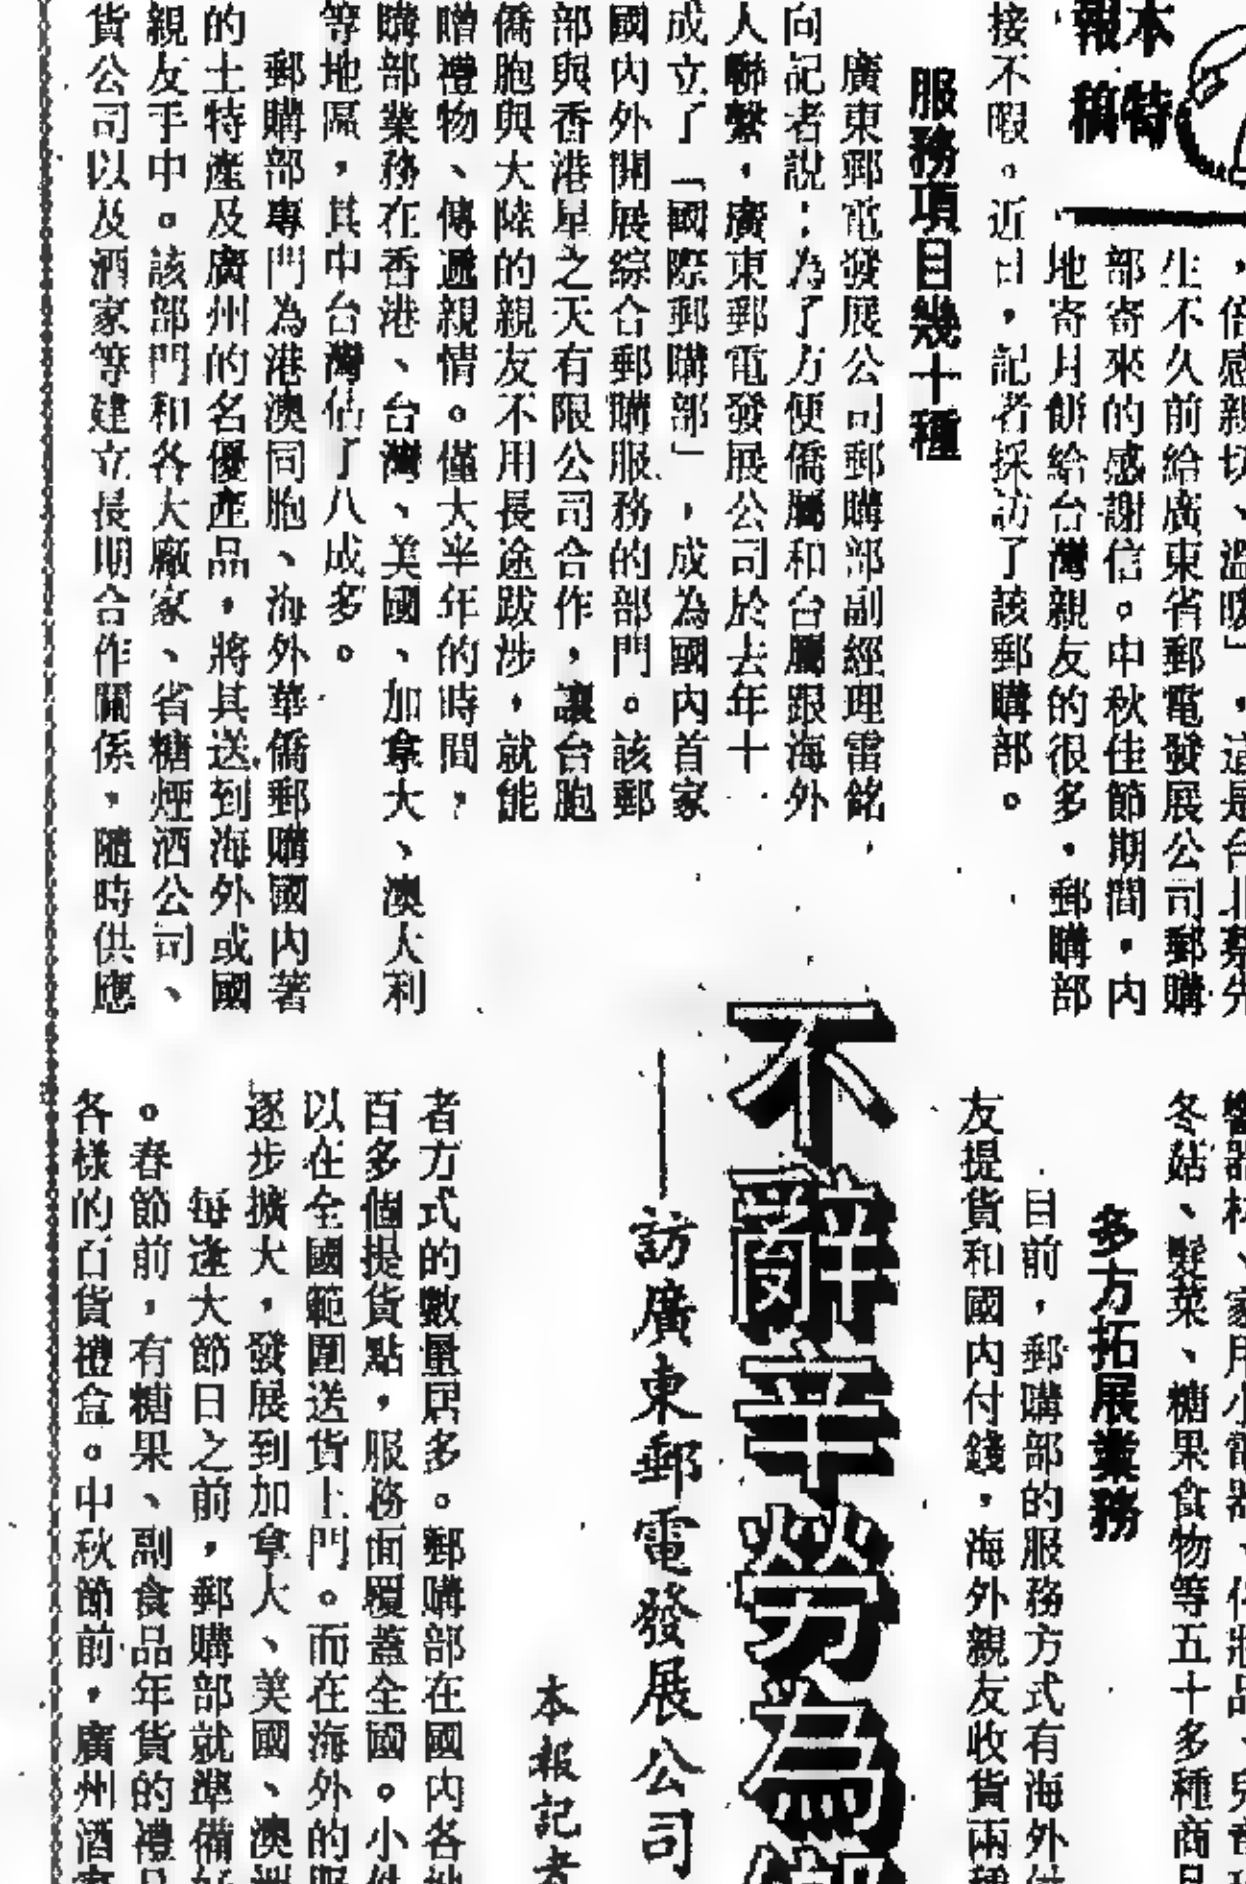 本報
特稿
，倍感親切、溫暖」，這是台北蔡先
生不久前給廣東省郵電發展公司郵購
部寄來的感謝信。中秋佳節期間，內
地寄月餅給台灣親友的很多，郵購部
接不暇。近日，記者採訪了該郵購部。
服務項目幾十種
廣東郵電發展公司郵購部副經理雷銘
向記者說：為了方便僑屬和台屬跟海外
人聯繫，廣東郵電發展公司於去年十
成立了「國際郵購部」，成為國內首家
國內外開展綜合郵購服務的部門。該郵
部與香港星之天有限公司合作，讓台胞
僑胞與大陸的親友不用長途跋涉，就能
贈禮物、傳遞親情。僅大半年的時間，
購部業務在香港、台灣、美國、加拿大、澳大利
等地區，其中台灣佔了八成多。
郵購部專門為港澳同胞、海外華僑郵購國內著
的土特產及廣州的名優產品，將其送到海外或國
親友手中。該部門和各大廠家、省糖煙酒公司、
貨公司以及酒家等建立長期合作關係，隨時供應
器材、家用小電器、化妝品、兒童
冬菇、髮菜、糖果食物等五十多種商品
多方拓展業務
目前，郵購部的服務方式有海外
友提貨和國內付錢，海外親友收貨兩種
不辭辛勞為
——訪廣東郵電發展公司
本報記者
者方式的數量居多。郵購部在國內各地
百多個提貨點，服務面覆蓋全國。小件
以在全國範圍送貨上門。而在海外的服
逐步擴大，發展到加拿大、美國、澳洲
每逢大節日之前，郵購部就準備好
。春節前，有糖果、副食品年貨的禮品
各樣的百貨禮盒。中秋節前，廣州酒家